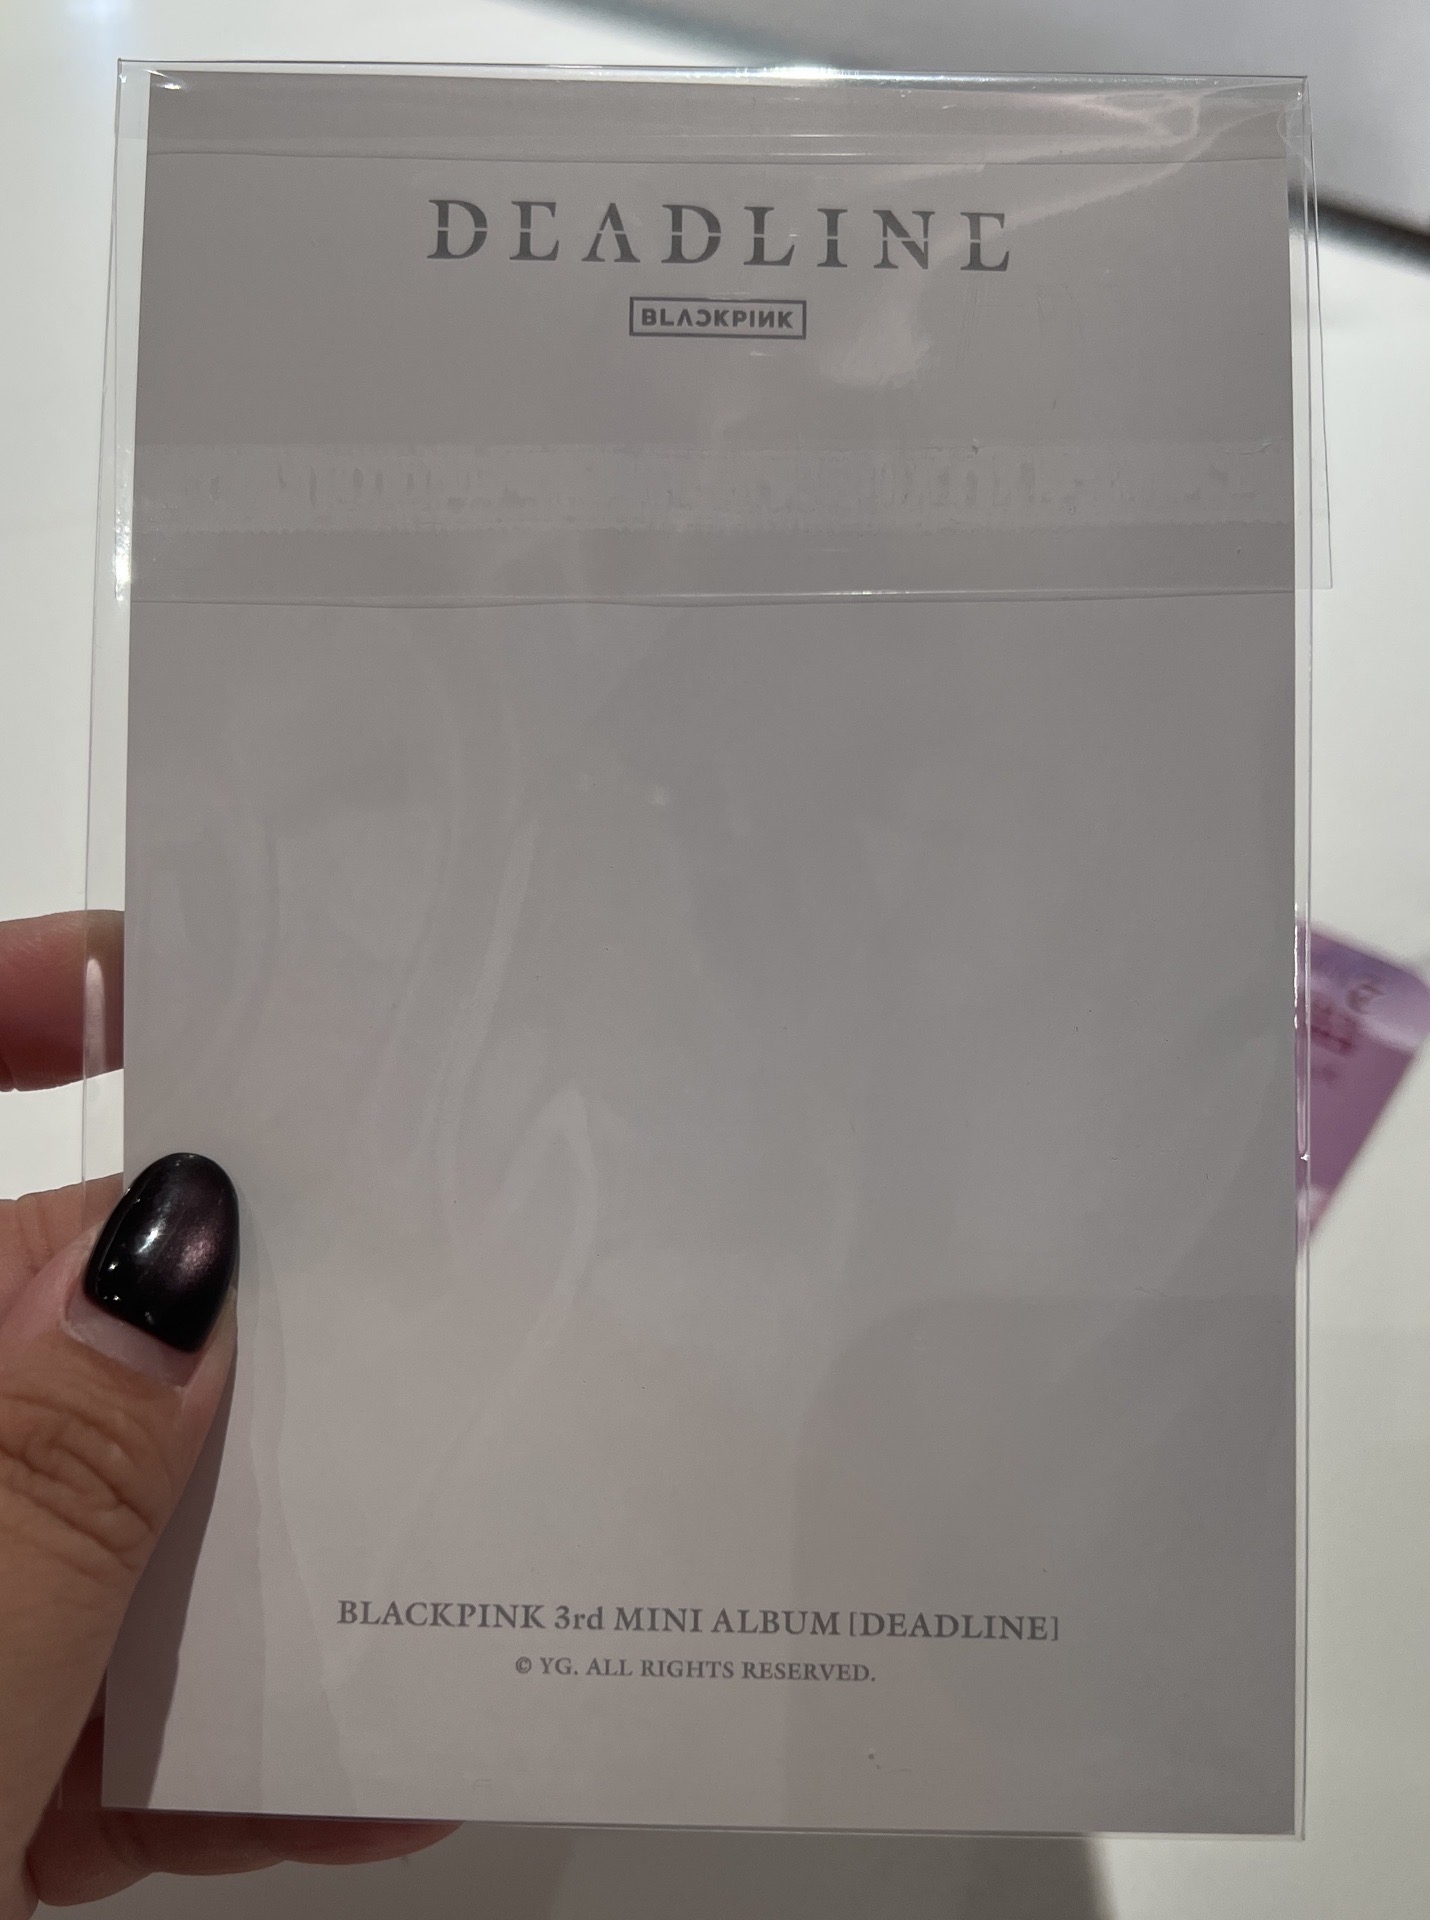 DEADLINE
BLACKPINK
BLACKPINK 3rd MINI ALBUM [DEADLINE]
© YG. ALL RIGHTS RESERVED.